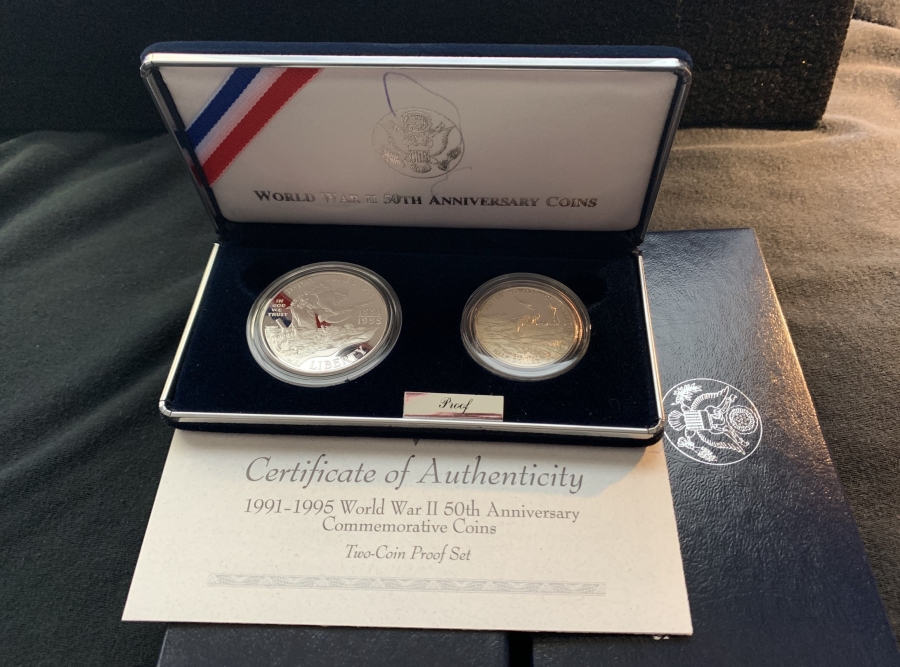 WORLD WAR II 50TH ANNIVERSARY COINS
IN
GOD
WE
TRUST
LIBERTY
Proof
Certificate of Authenticity
1991-1995 World War II 50th Anniversary
Commemorative Coins
Two-Coin Proof Set